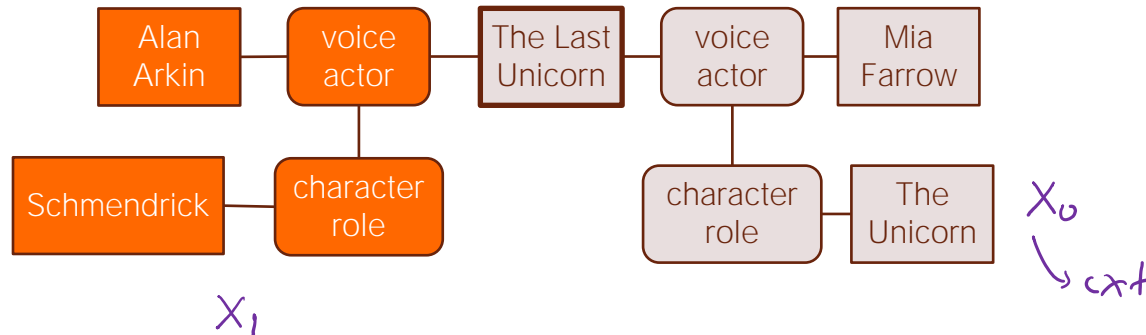 Alan
Arkin
voice
actor
The Last
Unicorn
voice
actor
Mia
Farrow
Schmendrick
character
role
character
role
The
Unicorn
X₀
cxt
X₁